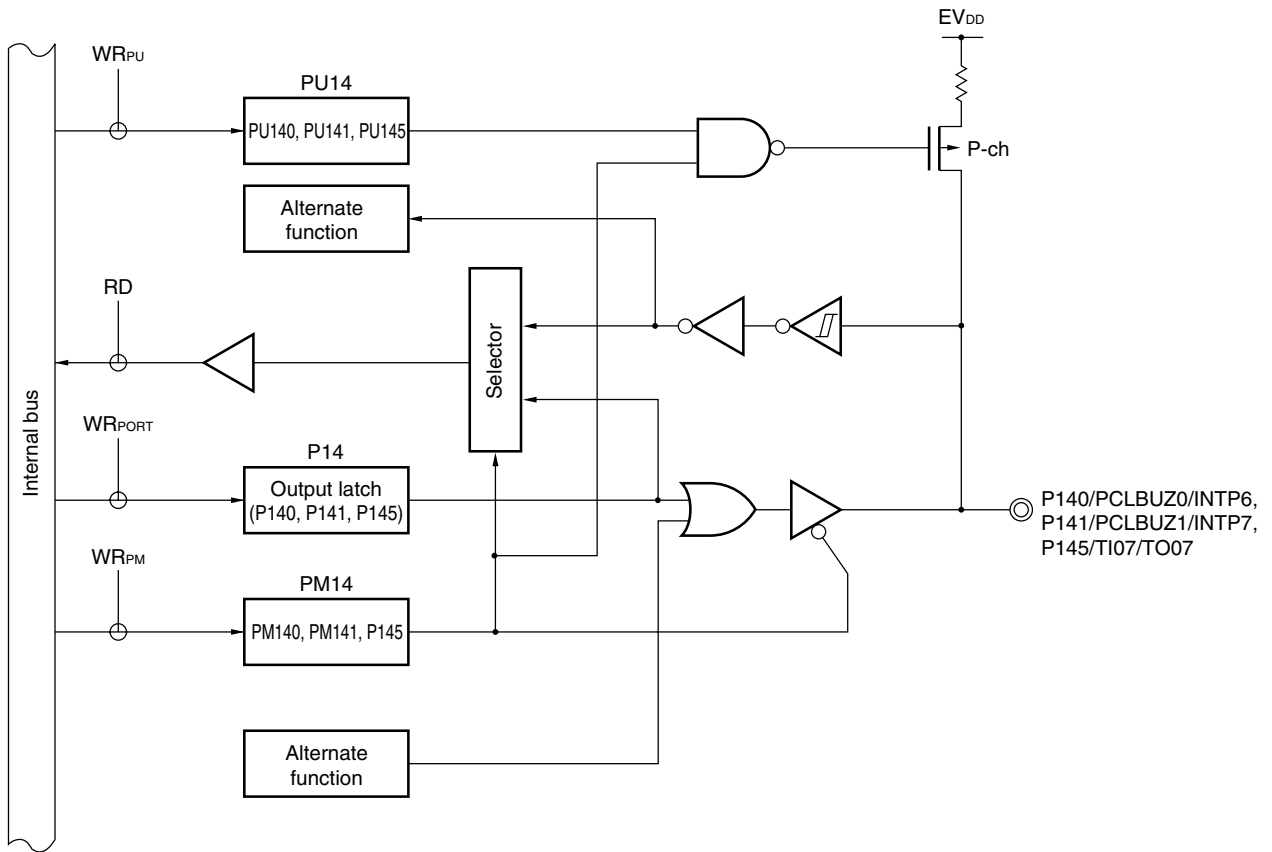 EVDD
WRPU
PU14
PU140, PU141, PU145
P-ch
Alternate
function
RD
Selector
Internal bus
WRPORT
P14
Output latch
(P140, P141, P145)
P140/PCLBUZ0/INTP6,
P141/PCLBUZ1/INTP7,
P145/TI07/TO07
WRPM
PM14
PM140, PM141, P145
Alternate
function